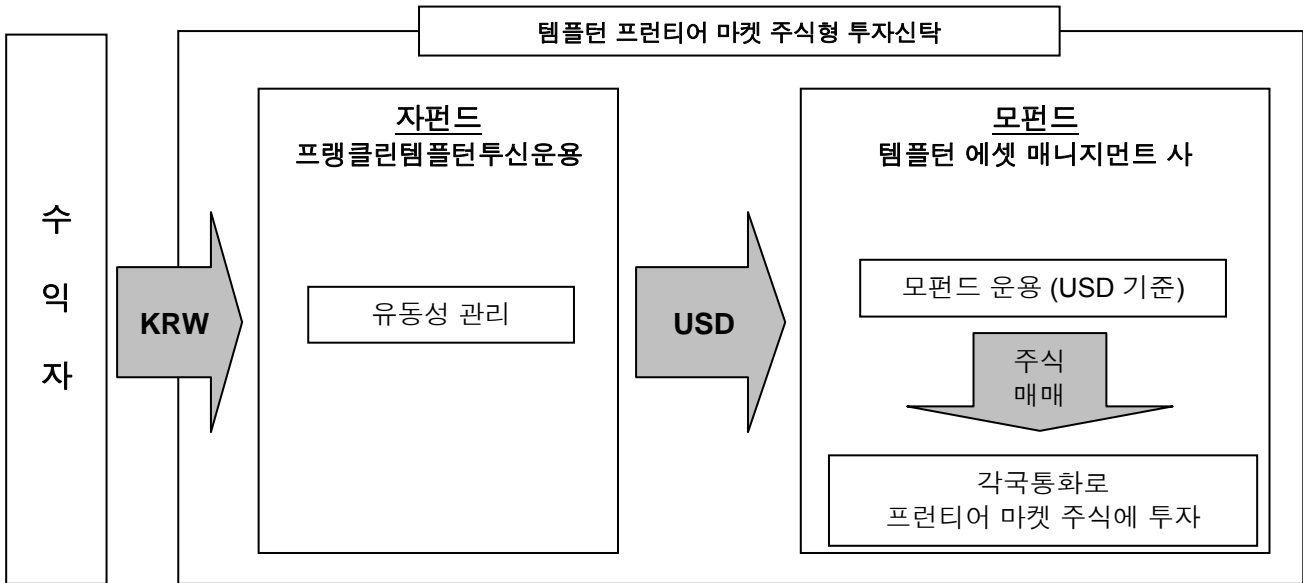 템플턴 프런티어 마켓 주식형 투자신탁
수
익
자
KRW
자펀드
프랭클린템플턴투신운용
유동성 관리
USD
모펀드
템플턴 에셋 매니지먼트 사
모펀드 운용 (USD 기준)
주식
매매
각국통화로
프런티어 마켓 주식에 투자